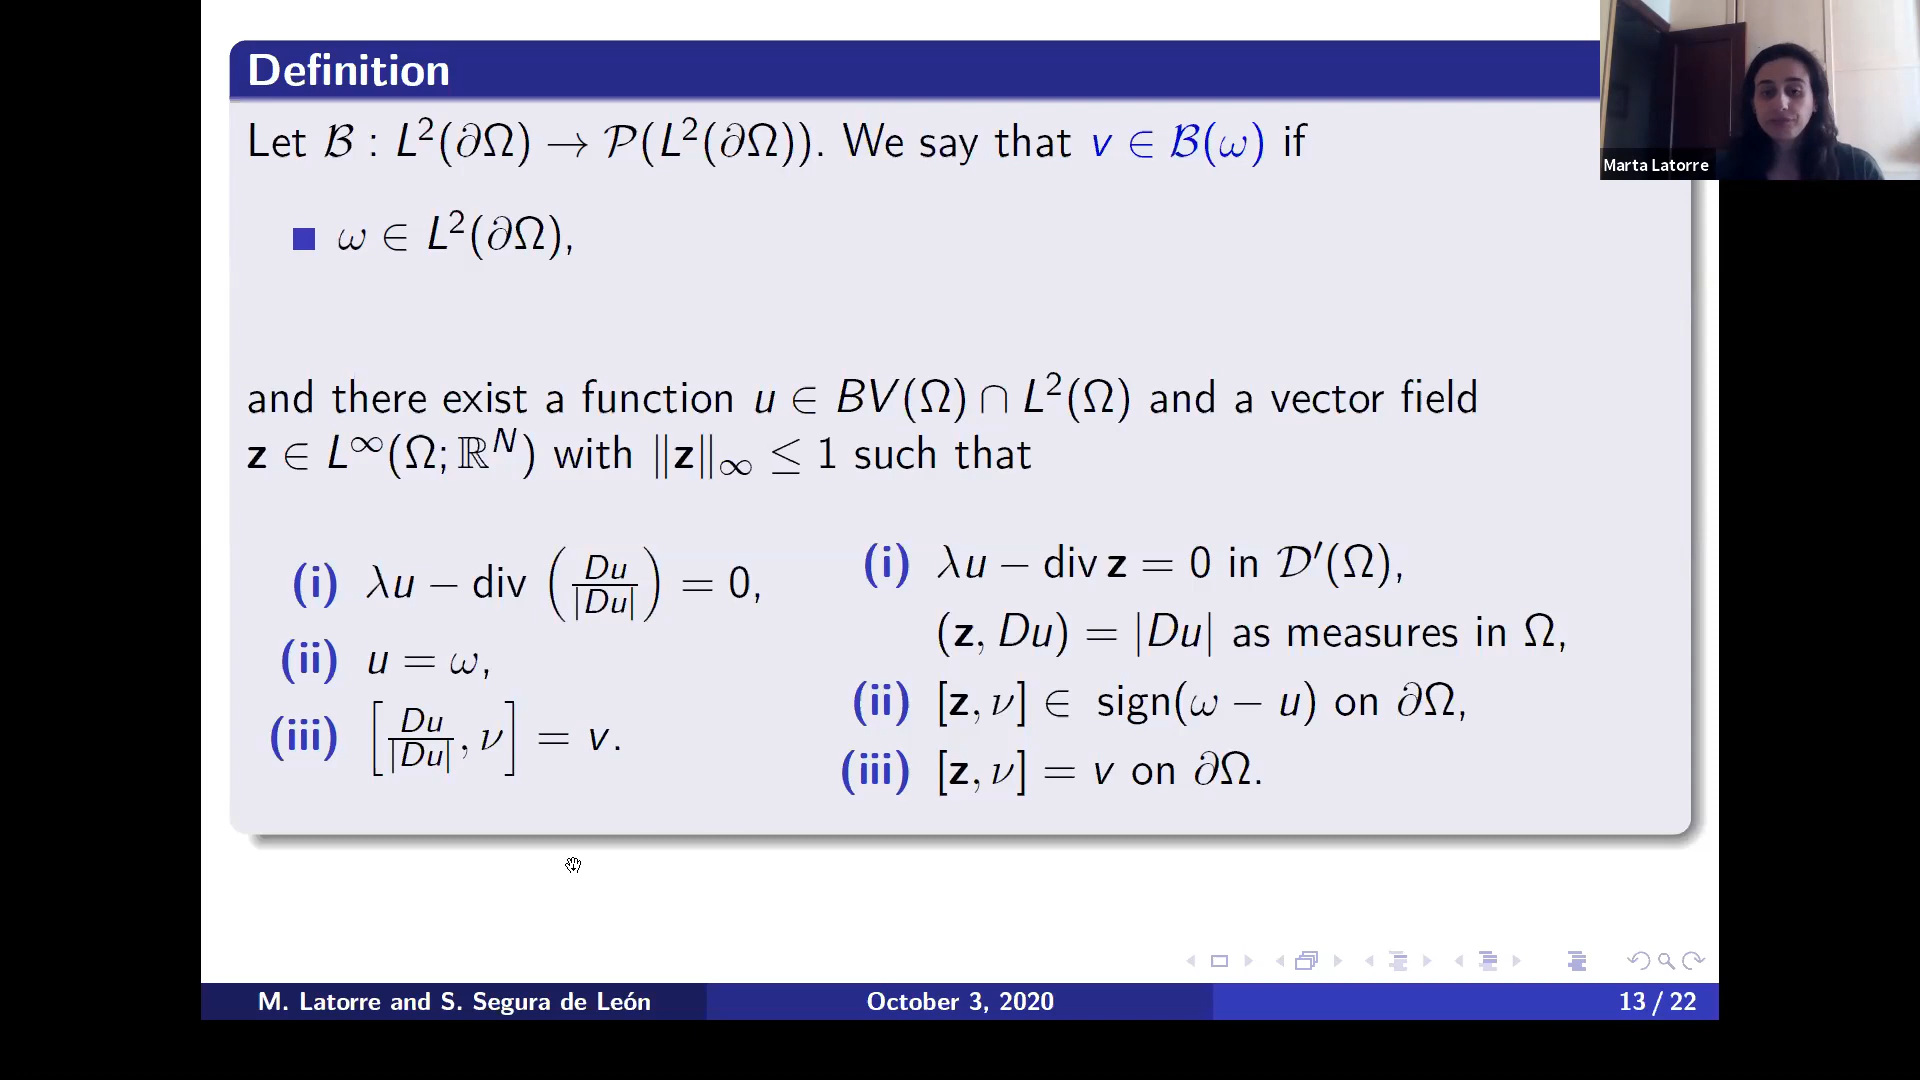 Definition
Let ℬ : L²(∂Ω) → 𝒫(L²(∂Ω)). We say that v ∈ ℬ(ω) if
ω ∈ L²(∂Ω),
and there exist a function u ∈ BV(Ω) ∩ L²(Ω) and a vector field
z ∈ L^∞(Ω; ℝ^N) with ‖z‖_∞ ≤ 1 such that
(i) λu − div (Du/|Du|) = 0,
(ii) u = ω,
(iii) [Du/|Du|, ν] = v.
(i) λu − div z = 0 in 𝒟′(Ω),
(z, Du) = |Du| as measures in Ω,
(ii) [z, ν] ∈ sign(ω − u) on ∂Ω,
(iii) [z, ν] = v on ∂Ω.
Marta Latorre
M. Latorre and S. Segura de León
October 3, 2020
13 / 22